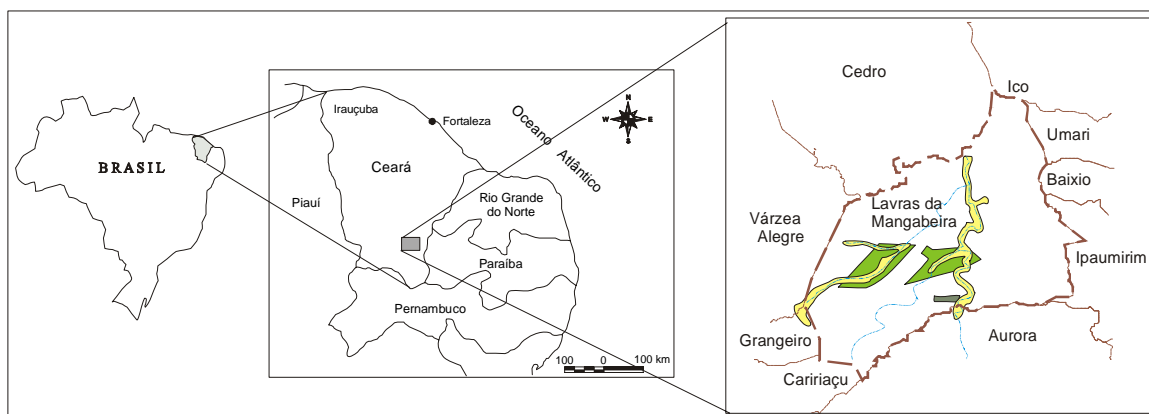 BRASIL
Irauçuba
Fortaleza
Ceará
Piauí
Oceano
Atlântico
N
W
E
S
Rio Grande
do Norte
Paraíba
Pernambuco
100 0 100 km
Cedro
Ico
Umari
Baixio
Lavras da
Mangabeira
Várzea
Alegre
Ipaumirim
Grangeiro
Aurora
Caririaçu